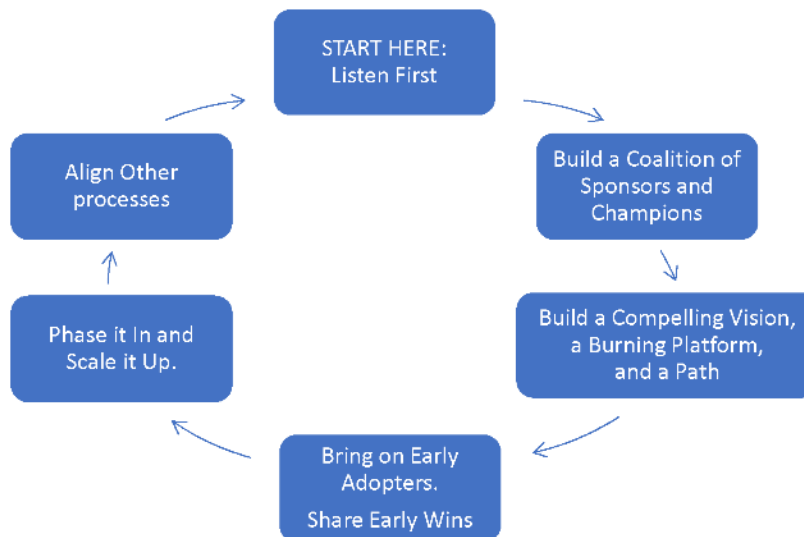 START HERE:
Listen First
Build a Coalition of
Sponsors and
Champions
Build a Compelling Vision,
a Burning Platform,
and a Path
Bring on Early
Adopters.
Share Early Wins
Phase it In and
Scale it Up.
Align Other
processes